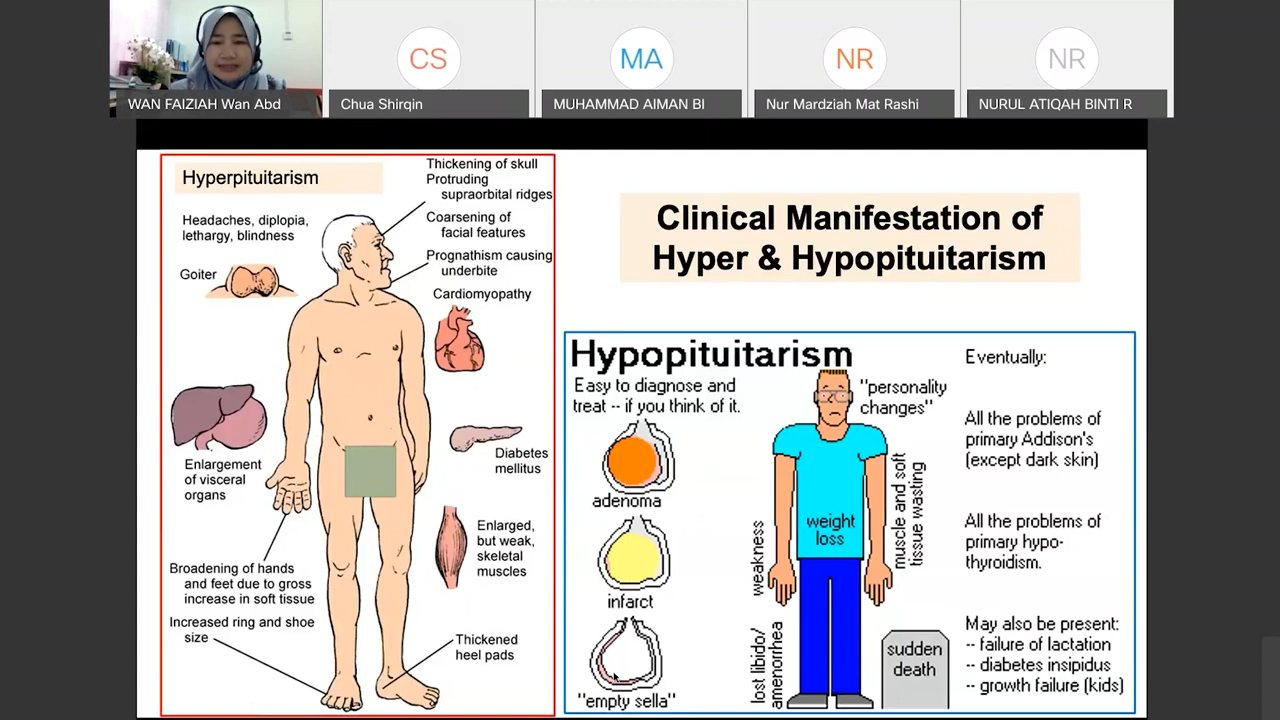 CS
MA
NR
NR
WAN FAIZIAH Wan Abd
Chua Shirqin
MUHAMMAD AIMAN BI
Nur Mardziah Mat Rashi
NURUL ATIQAH BINTI R
Hyperpituitarism
Headaches, diplopia,
lethargy, blindness
Goiter
Enlargement
of visceral
organs
Broadening of hands
and feet due to gross
increase in soft tissue
Increased ring and shoe
size
Thickening of skull
Protruding
supraorbital ridges
Coarsening of
facial features
Prognathism causing
underbite
Cardiomyopathy
Diabetes
mellitus
Enlarged,
but weak,
skeletal
muscles
Thickened
heel pads
Clinical Manifestation of
Hyper & Hypopituitarism
Hypopituitarism
Easy to diagnose and
treat -- if you think of it.
adenoma
infarct
"empty sella"
"personality
changes"
weight
loss
weakness
muscle and soft
tissue wasting
lost libido/
amenorrhea
sudden
death
Eventually:
All the problems of
primary Addison's
(except dark skin)
All the problems of
primary hypo-
thyroidism.
May also be present:
-- failure of lactation
-- diabetes insipidus
-- growth failure (kids)